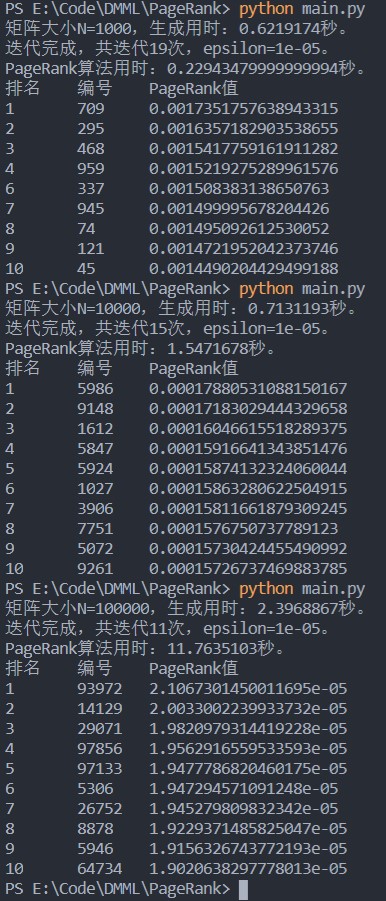 PS E:\Code\DMML\PageRank> python main.py
矩阵大小N=1000，生成用时：0.6219174秒。
迭代完成，共迭代19次，epsilon=1e-05。
PageRank算法用时：0.22943479999999994秒。
排名 编号 PageRank值
1 709 0.0017351757638943315
2 295 0.0016357182903538655
3 468 0.0015417759161911282
4 959 0.0015219275289961576
6 337 0.001508383138650763
7 945 0.001499995678204426
8 74 0.001495092612530052
9 121 0.0014721952042373746
10 45 0.0014490204429499188
PS E:\Code\DMML\PageRank> python main.py
矩阵大小N=10000，生成用时：0.7131193秒。
迭代完成，共迭代15次，epsilon=1e-05。
PageRank算法用时：1.5471678秒。
排名 编号 PageRank值
1 5986 0.00017880531088150167
2 9148 0.00017183029444329658
3 1612 0.00016046615518289375
4 5847 0.00015916641343851476
5 5924 0.00015874132324060044
6 1027 0.00015863280622504915
7 3906 0.00015811661879309245
8 7751 0.0001576750737789123
9 5072 0.00015730424455490992
10 9261 0.00015726737469883785
PS E:\Code\DMML\PageRank> python main.py
矩阵大小N=100000，生成用时：2.3968867秒。
迭代完成，共迭代11次，epsilon=1e-05。
PageRank算法用时：11.7635103秒。
排名 编号 PageRank值
1 93972 2.1067301450011695e-05
2 14129 2.0033002239933732e-05
3 29071 1.9820979314419228e-05
4 97856 1.9562916559533593e-05
5 97133 1.9477786820460175e-05
6 5306 1.947294571091248e-05
7 26752 1.945279809832342e-05
8 8878 1.9229371485825047e-05
9 5946 1.9156326743772193e-05
10 64734 1.9020638297778013e-05
PS E:\Code\DMML\PageRank>